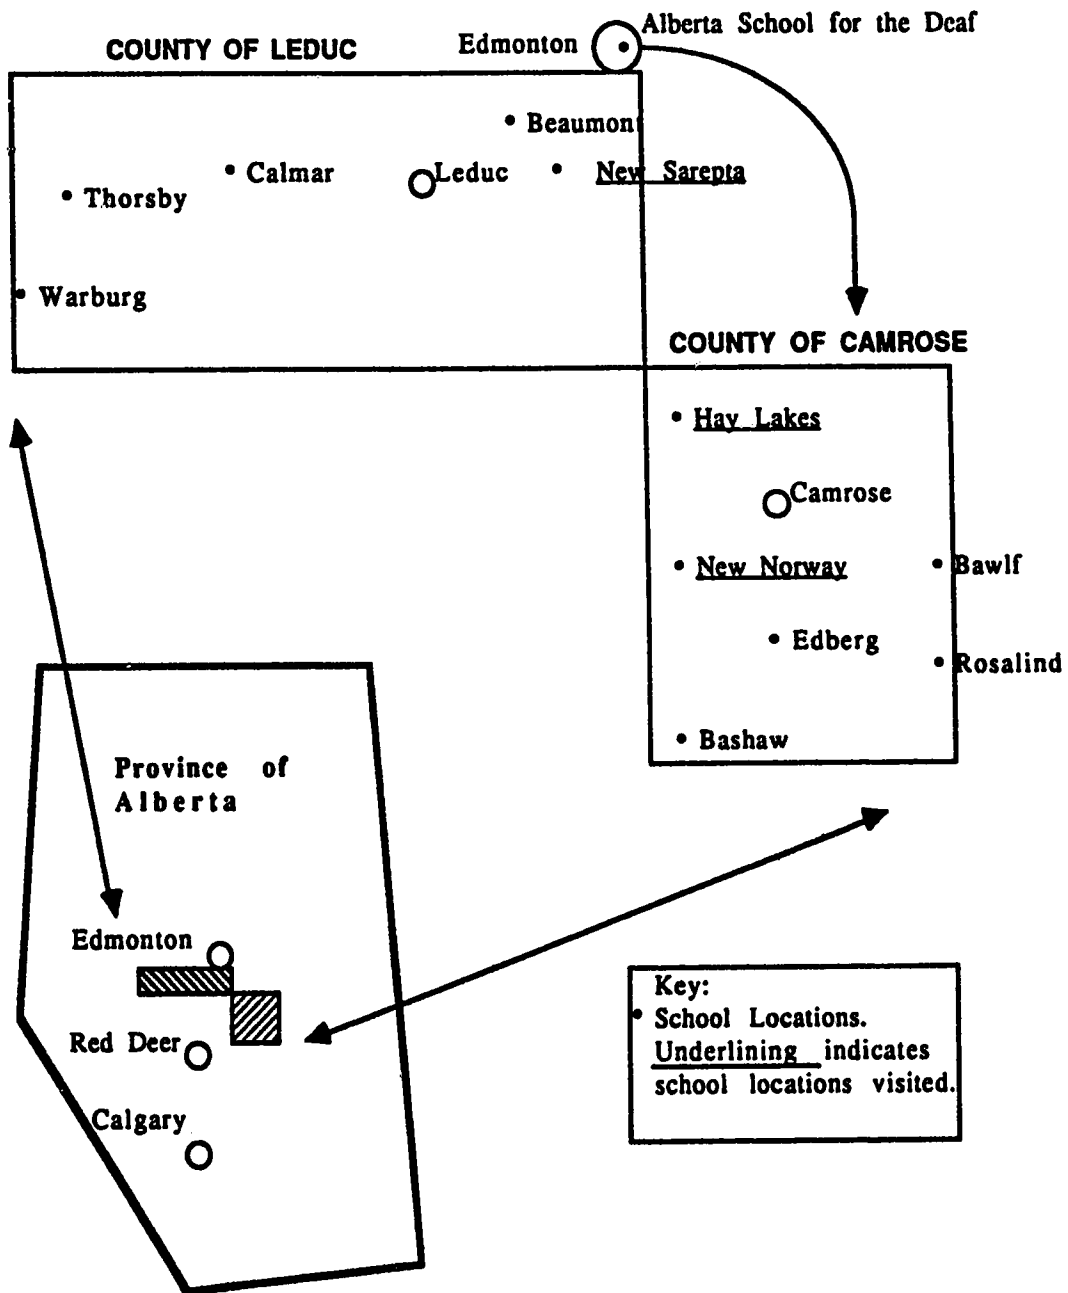 Alberta School for the Deaf
COUNTY OF LEDUC
Edmonton
Beaumont
Calmar
Leduc
New Sarepta
Thorsby
Warburg
COUNTY OF CAMROSE
Hay Lakes
Camrose
New Norway
Bawlf
Edberg
Rosalind
Bashaw
Province of
Alberta
Edmonton
Red Deer
Calgary
Key:
• School Locations.
Underlining indicates
school locations visited.